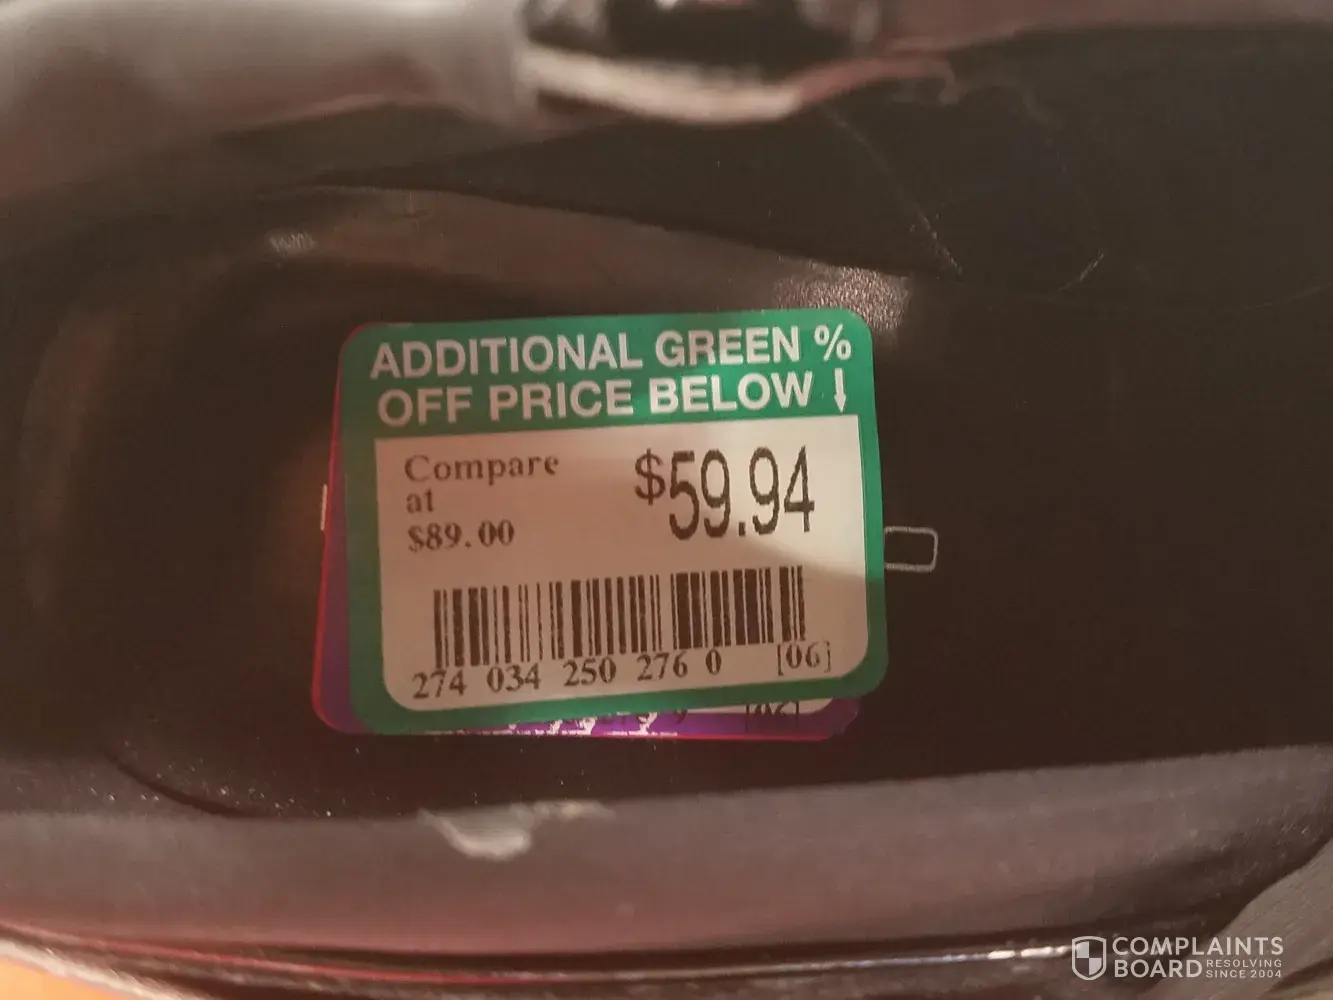 ADDITIONAL GREEN %
OFF PRICE BELOW ↓
Compare
at
$89.00
$59.94
274 034 250 276 0 [06]
9
COMPLAINTS
BOARD RESOLVING
SINCE 2004